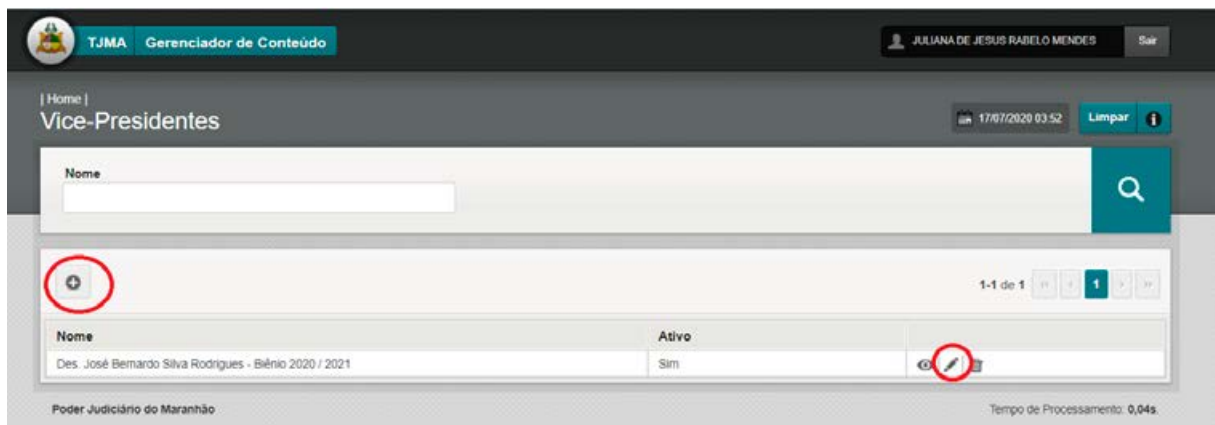 TJMA Gerenciador de Conteúdo
JULIANA DE JESUS RABELO MENDES Sair
| Home |
Vice-Presidentes
17/07/2020 03:52 Limpar
Nome
1-1 de 1 1
Nome Ativo
Des. José Bernardo Silva Rodrigues - Biênio 2020 / 2021 Sim
Poder Judiciário do Maranhão Tempo de Processamento: 0,04s.